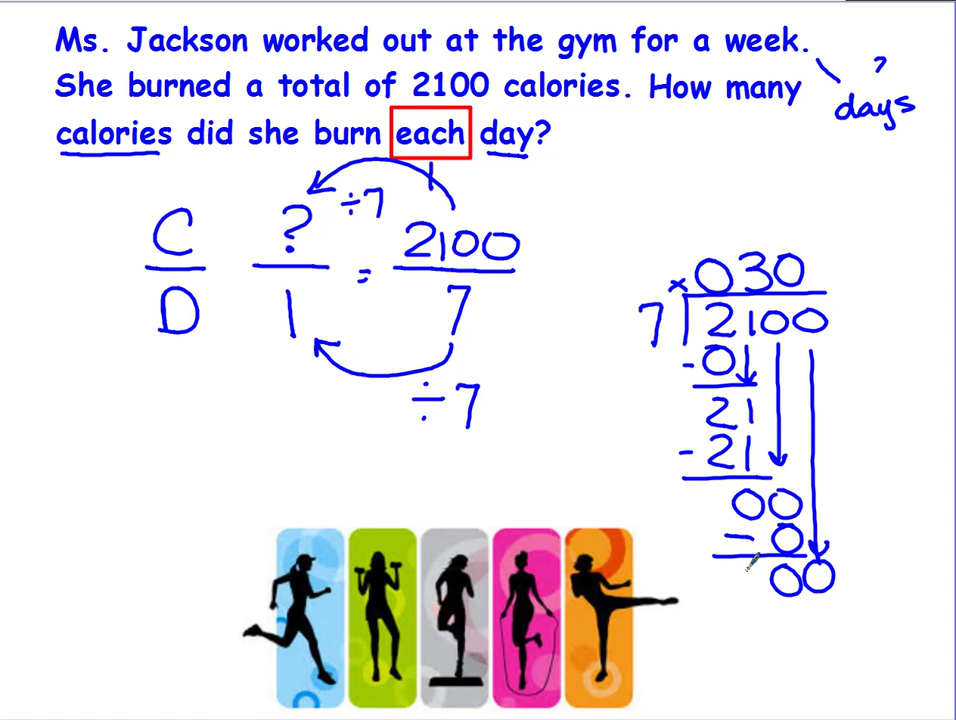 Ms. Jackson worked out at the gym for a week.
She burned a total of 2100 calories. How many
calories did she burn each day?
?
days
÷7
C ? 2100
D 1 = 7
÷7
× 030
7 2100
- 0
21
- 21
00
- 0
00